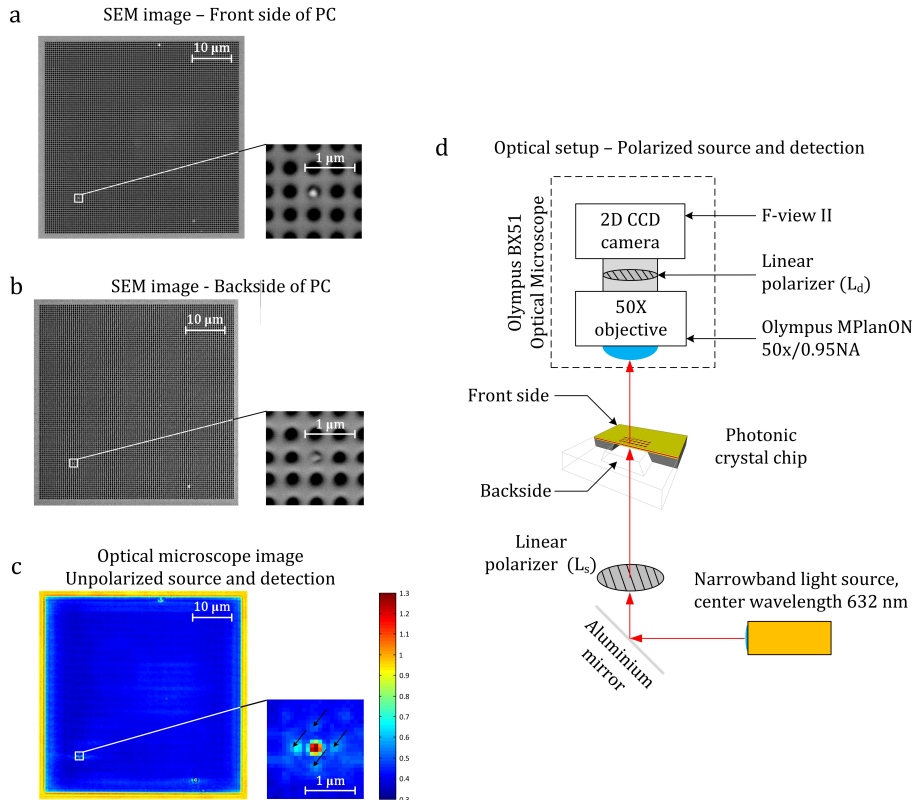 a
SEM image – Front side of PC
10 µm
1 µm
b
SEM image - Backside of PC
10 µm
1 µm
c
Optical microscope image
Unpolarized source and detection
10 µm
1 µm
1.3
1.2
1.1
1
0.9
0.8
0.7
0.6
0.5
0.4
0.3
d
Optical setup – Polarized source and detection
Olympus BX51
Optical Microscope
2D CCD
camera
F-view II
Linear
polarizer (Ld)
50X
objective
Olympus MPlanON
50x/0.95NA
Front side
Photonic
crystal chip
Backside
Linear
polarizer (Ls)
Narrowband light source,
center wavelength 632 nm
Aluminium
mirror